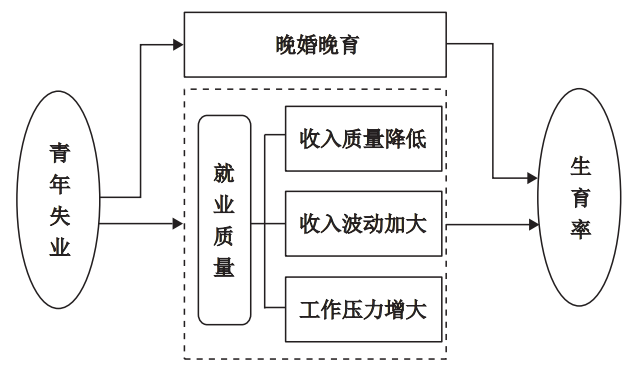 晚婚晚育
青年失业
就业质量
收入质量降低
收入波动加大
工作压力增大
生育率